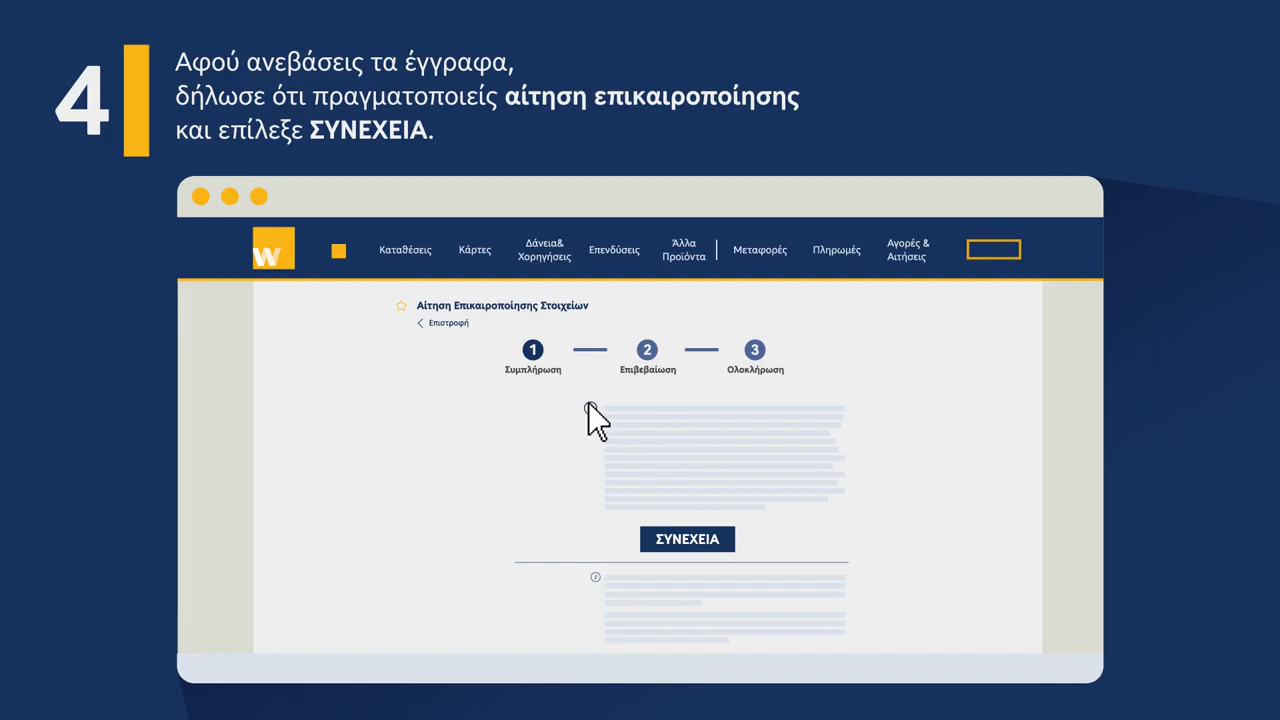 4
Αφού ανεβάσεις τα έγγραφα,
δήλωσε ότι πραγματοποιείς αίτηση επικαιροποίησης
και επίλεξε ΣΥΝΕΧΕΙΑ.
w
Καταθέσεις Κάρτες Δάνεια& Χορηγήσεις Επενδύσεις Άλλα Προϊόντα Μεταφορές Πληρωμές Αγορές & Αιτήσεις
Αίτηση Επικαιροποίησης Στοιχείων
Επιστροφή
1 2 3
Συμπλήρωση Επιβεβαίωση Ολοκλήρωση
ΣΥΝΕΧΕΙΑ
i